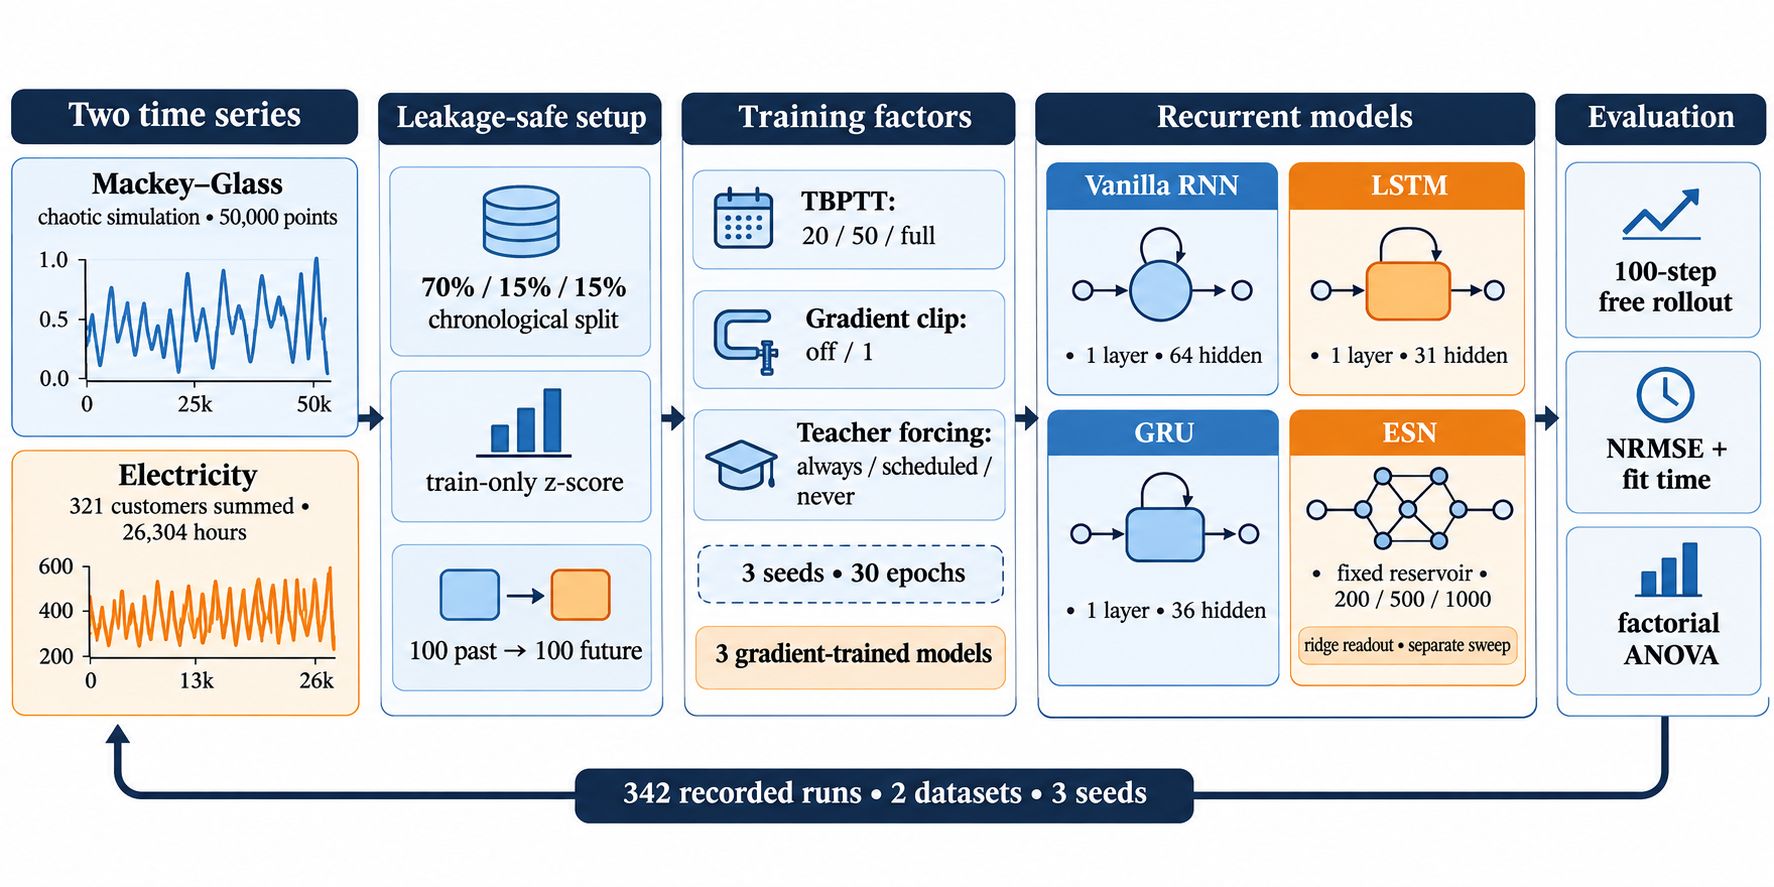 Two time series
Mackey–Glass
chaotic simulation • 50,000 points
1.0
0.5
0.0
0
25k
50k
Electricity
321 customers summed •
26,304 hours
600
400
200
0
13k
26k
Leakage-safe setup
70% / 15% / 15%
chronological split
train-only z-score
100 past → 100 future
Training factors
TBPTT:
20 / 50 / full
Gradient clip:
off / 1
Teacher forcing:
always / scheduled /
never
3 seeds • 30 epochs
3 gradient-trained models
Recurrent models
Vanilla RNN
• 1 layer • 64 hidden
LSTM
• 1 layer • 31 hidden
GRU
• 1 layer • 36 hidden
ESN
• fixed reservoir •
200 / 500 / 1000
ridge readout • separate sweep
Evaluation
100-step
free rollout
NRMSE +
fit time
factorial
ANOVA
342 recorded runs • 2 datasets • 3 seeds